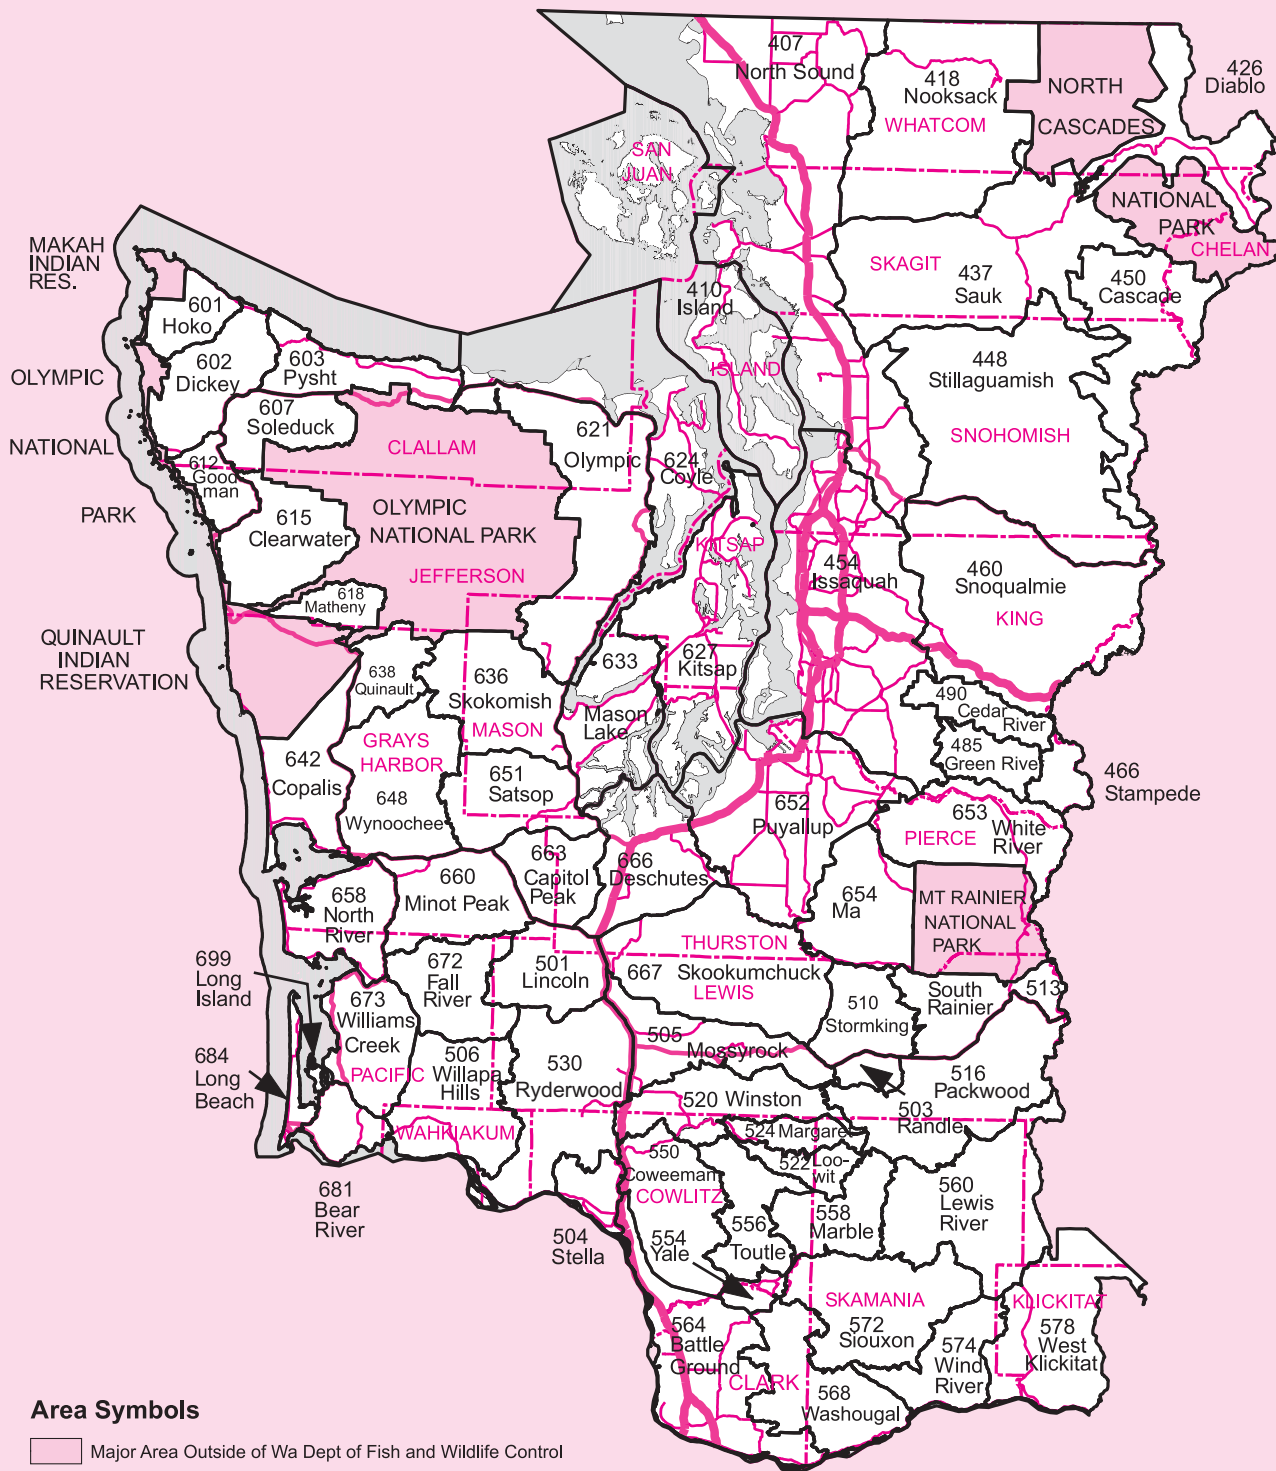 407
North Sound
418
Nooksack
WHATCOM
NORTH
CASCADES
426
Diablo
NATIONAL
PARK
CHELAN
SAN
JUAN
SKAGIT
437
Sauk
450
Cascade
MAKAH
INDIAN
RES.
410
Island
ISLAND
601
Hoko
602
Dickey
603
Pysht
OLYMPIC
NATIONAL
PARK
607
Soleduck
CLALLAM
621
Olympic
624
Coyle
448
Stillaguamish
SNOHOMISH
612
Good
man
615
Clearwater
OLYMPIC
NATIONAL PARK
JEFFERSON
618
Matheny
KITSAP
454
Issaquah
460
Snoqualmie
KING
QUINAULT
INDIAN
RESERVATION
638
Quinault
636
Skokomish
MASON
633
Mason
Lake
627
Kitsap
490
Cedar
River
485
Green River
466
Stampede
642
Copalis
GRAYS
HARBOR
648
Wynoochee
651
Satsop
652
Puyallup
653
White
River
PIERCE
663
Capitol
Peak
666
Deschutes
654
Ma
MT RAINIER
NATIONAL
PARK
658
North
River
660
Minot Peak
THURSTON
667 Skookumchuck
LEWIS
699
Long
Island
672
Fall
River
501
Lincoln
510
Stormking
South
Rainier
513
673
Williams
Creek
505
Mossyrock
684
Long
Beach
PACIFIC
506
Willapa
Hills
530
Ryderwood
516
Packwood
520 Winston
503
Randle
WAHKIAKUM
524 Margaret
522 Loo-
wit
550
Coweeman
COWLITZ
681
Bear
River
504
Stella
554
Yale
556
Toutle
558
Marble
560
Lewis
River
SKAMANIA
572
Siouxon
KLICKITAT
578
West
Klickitat
574
Wind
River
564
Battle
Ground
CLARK
568
Washougal
Area Symbols
Major Area Outside of Wa Dept of Fish and Wildlife Control